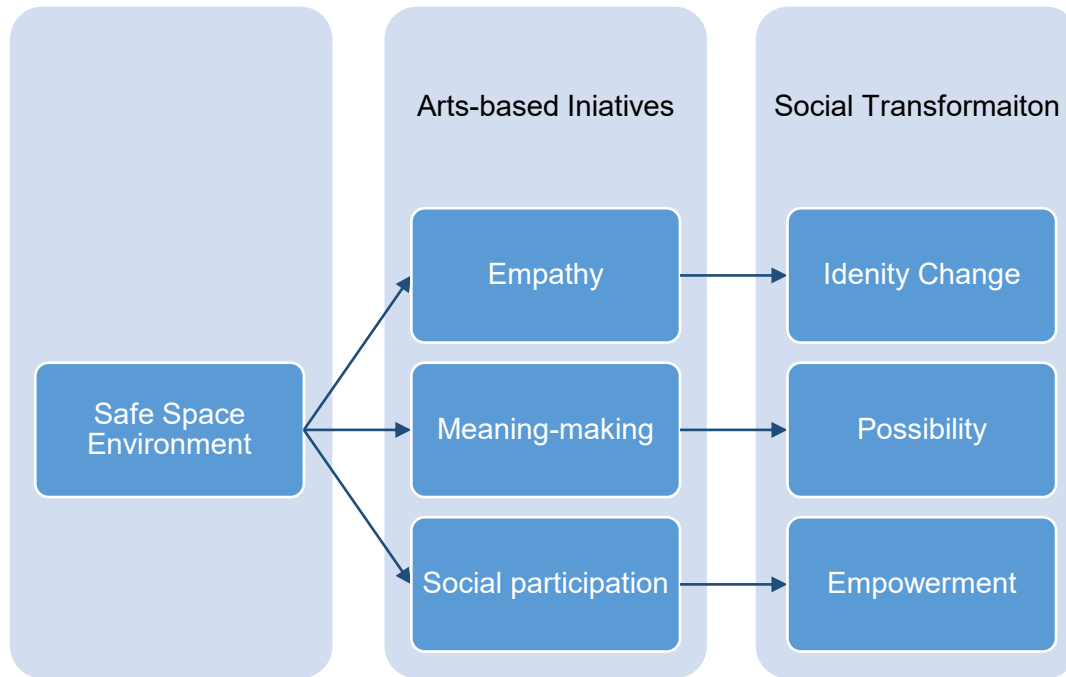 Arts-based Iniatives
Social Transformaiton
Empathy
Idenity Change
Safe Space
Environment
Meaning-making
Possibility
Social participation
Empowerment